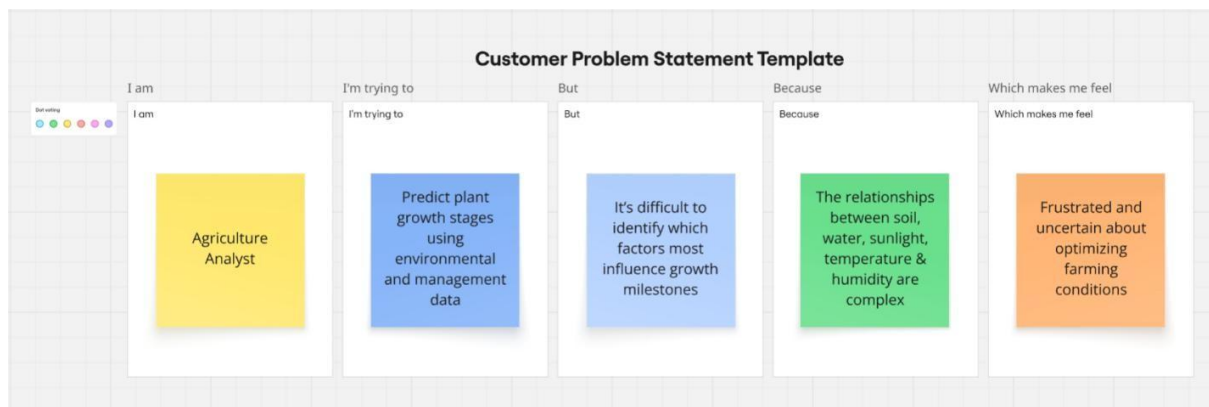 Customer Problem Statement Template
I am
I'm trying to
But
Because
Which makes me feel
Dot voting
I am
I'm trying to
But
Because
Which makes me feel
Agriculture
Analyst
Predict plant
growth stages
using
environmental
and management
data
It's difficult to
identify which
factors most
influence growth
milestones
The relationships
between soil,
water, sunlight,
temperature &
humidity are
complex
Frustrated and
uncertain about
optimizing
farming
conditions